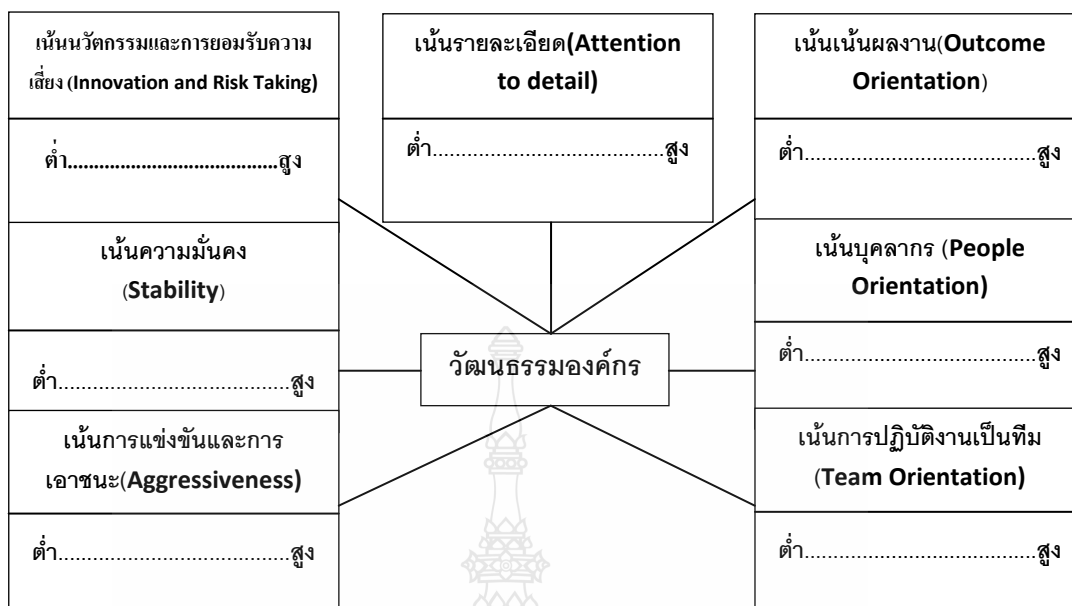 เน้นนวัตกรรมและการยอมรับความ
เสี่ยง (Innovation and Risk Taking)
ต่ำ......................................สูง
เน้นรายละเอียด(Attention
to detail)
ต่ำ......................................สูง
เน้นเน้นผลงาน(Outcome
Orientation)
ต่ำ......................................สูง
เน้นความมั่นคง
(Stability)
ต่ำ......................................สูง
วัฒนธรรมองค์กร
เน้นบุคลากร (People
Orientation)
ต่ำ......................................สูง
เน้นการแข่งขันและการ
เอาชนะ(Aggressiveness)
ต่ำ......................................สูง
เน้นการปฏิบัติงานเป็นทีม
(Team Orientation)
ต่ำ......................................สูง